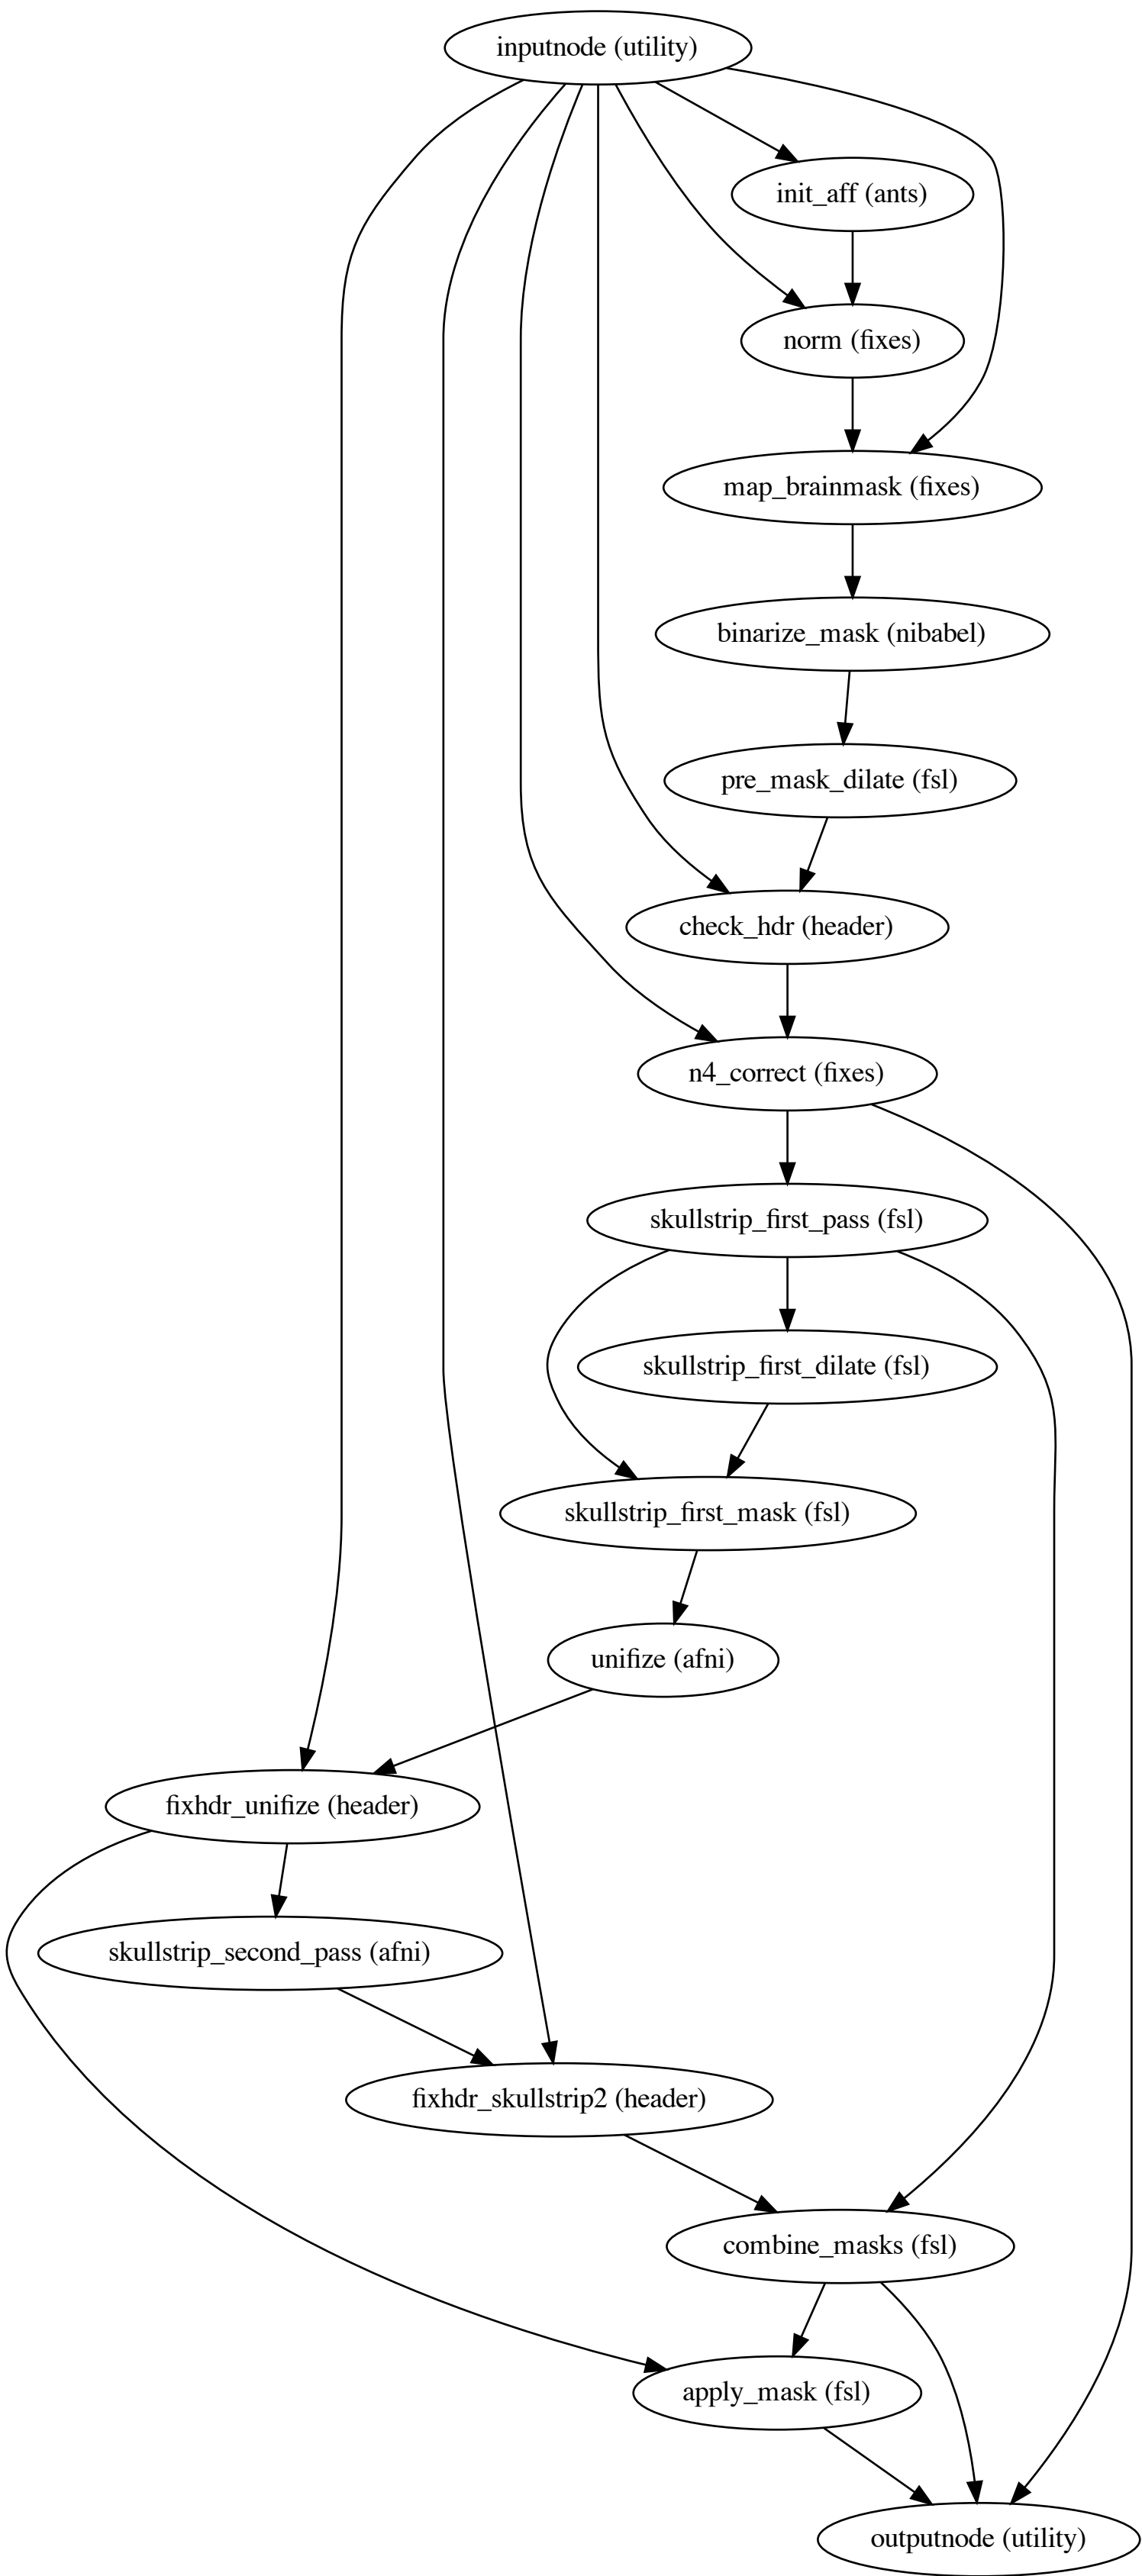 inputnode (utility)
init_aff (ants)
norm (fixes)
map_brainmask (fixes)
binarize_mask (nibabel)
pre_mask_dilate (fsl)
check_hdr (header)
n4_correct (fixes)
skullstrip_first_pass (fsl)
skullstrip_first_dilate (fsl)
skullstrip_first_mask (fsl)
unifize (afni)
fixhdr_unifize (header)
skullstrip_second_pass (afni)
fixhdr_skullstrip2 (header)
combine_masks (fsl)
apply_mask (fsl)
outputnode (utility)